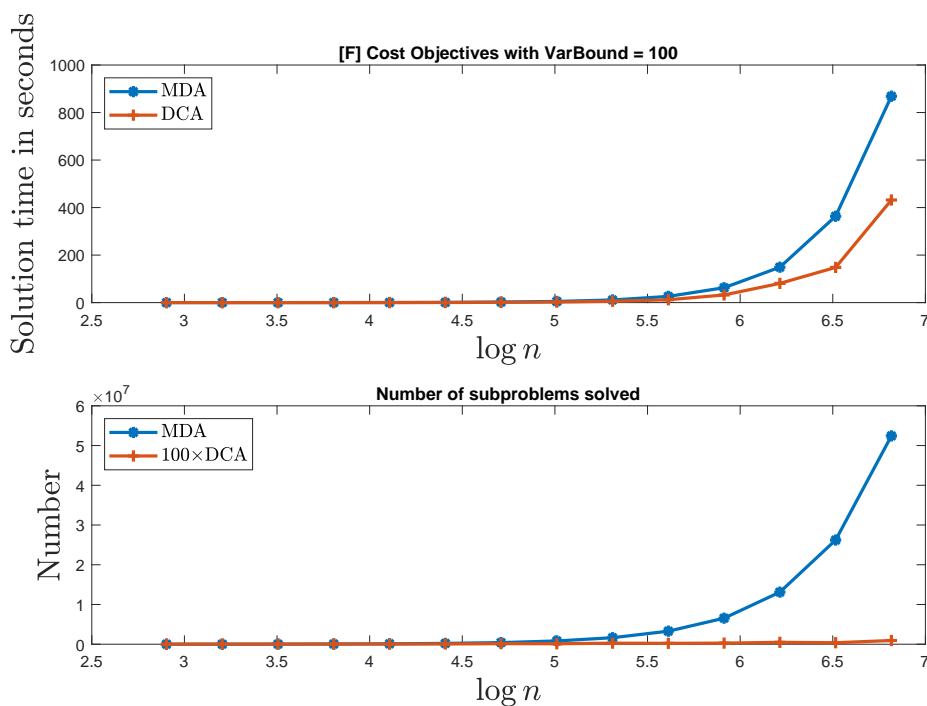 [F] Cost Objectives with VarBound = 100
Solution time in seconds
1000
800
600
400
200
0
MDA
DCA
2.5 3 3.5 4 4.5 5 5.5 6 6.5 7
log n
Number of subproblems solved
×10^7
Number
6
5
4
3
2
1
0
MDA
100×DCA
2.5 3 3.5 4 4.5 5 5.5 6 6.5 7
log n